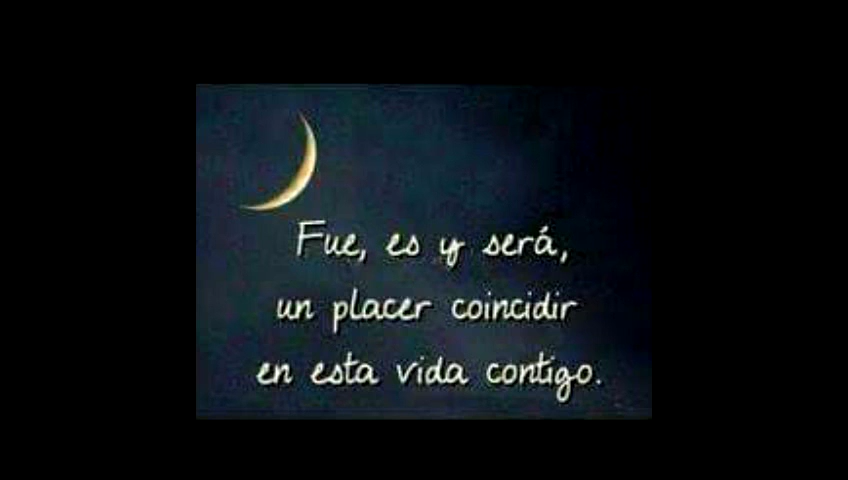 Fue, es y será,
un placer coincidir
en esta vida contigo.